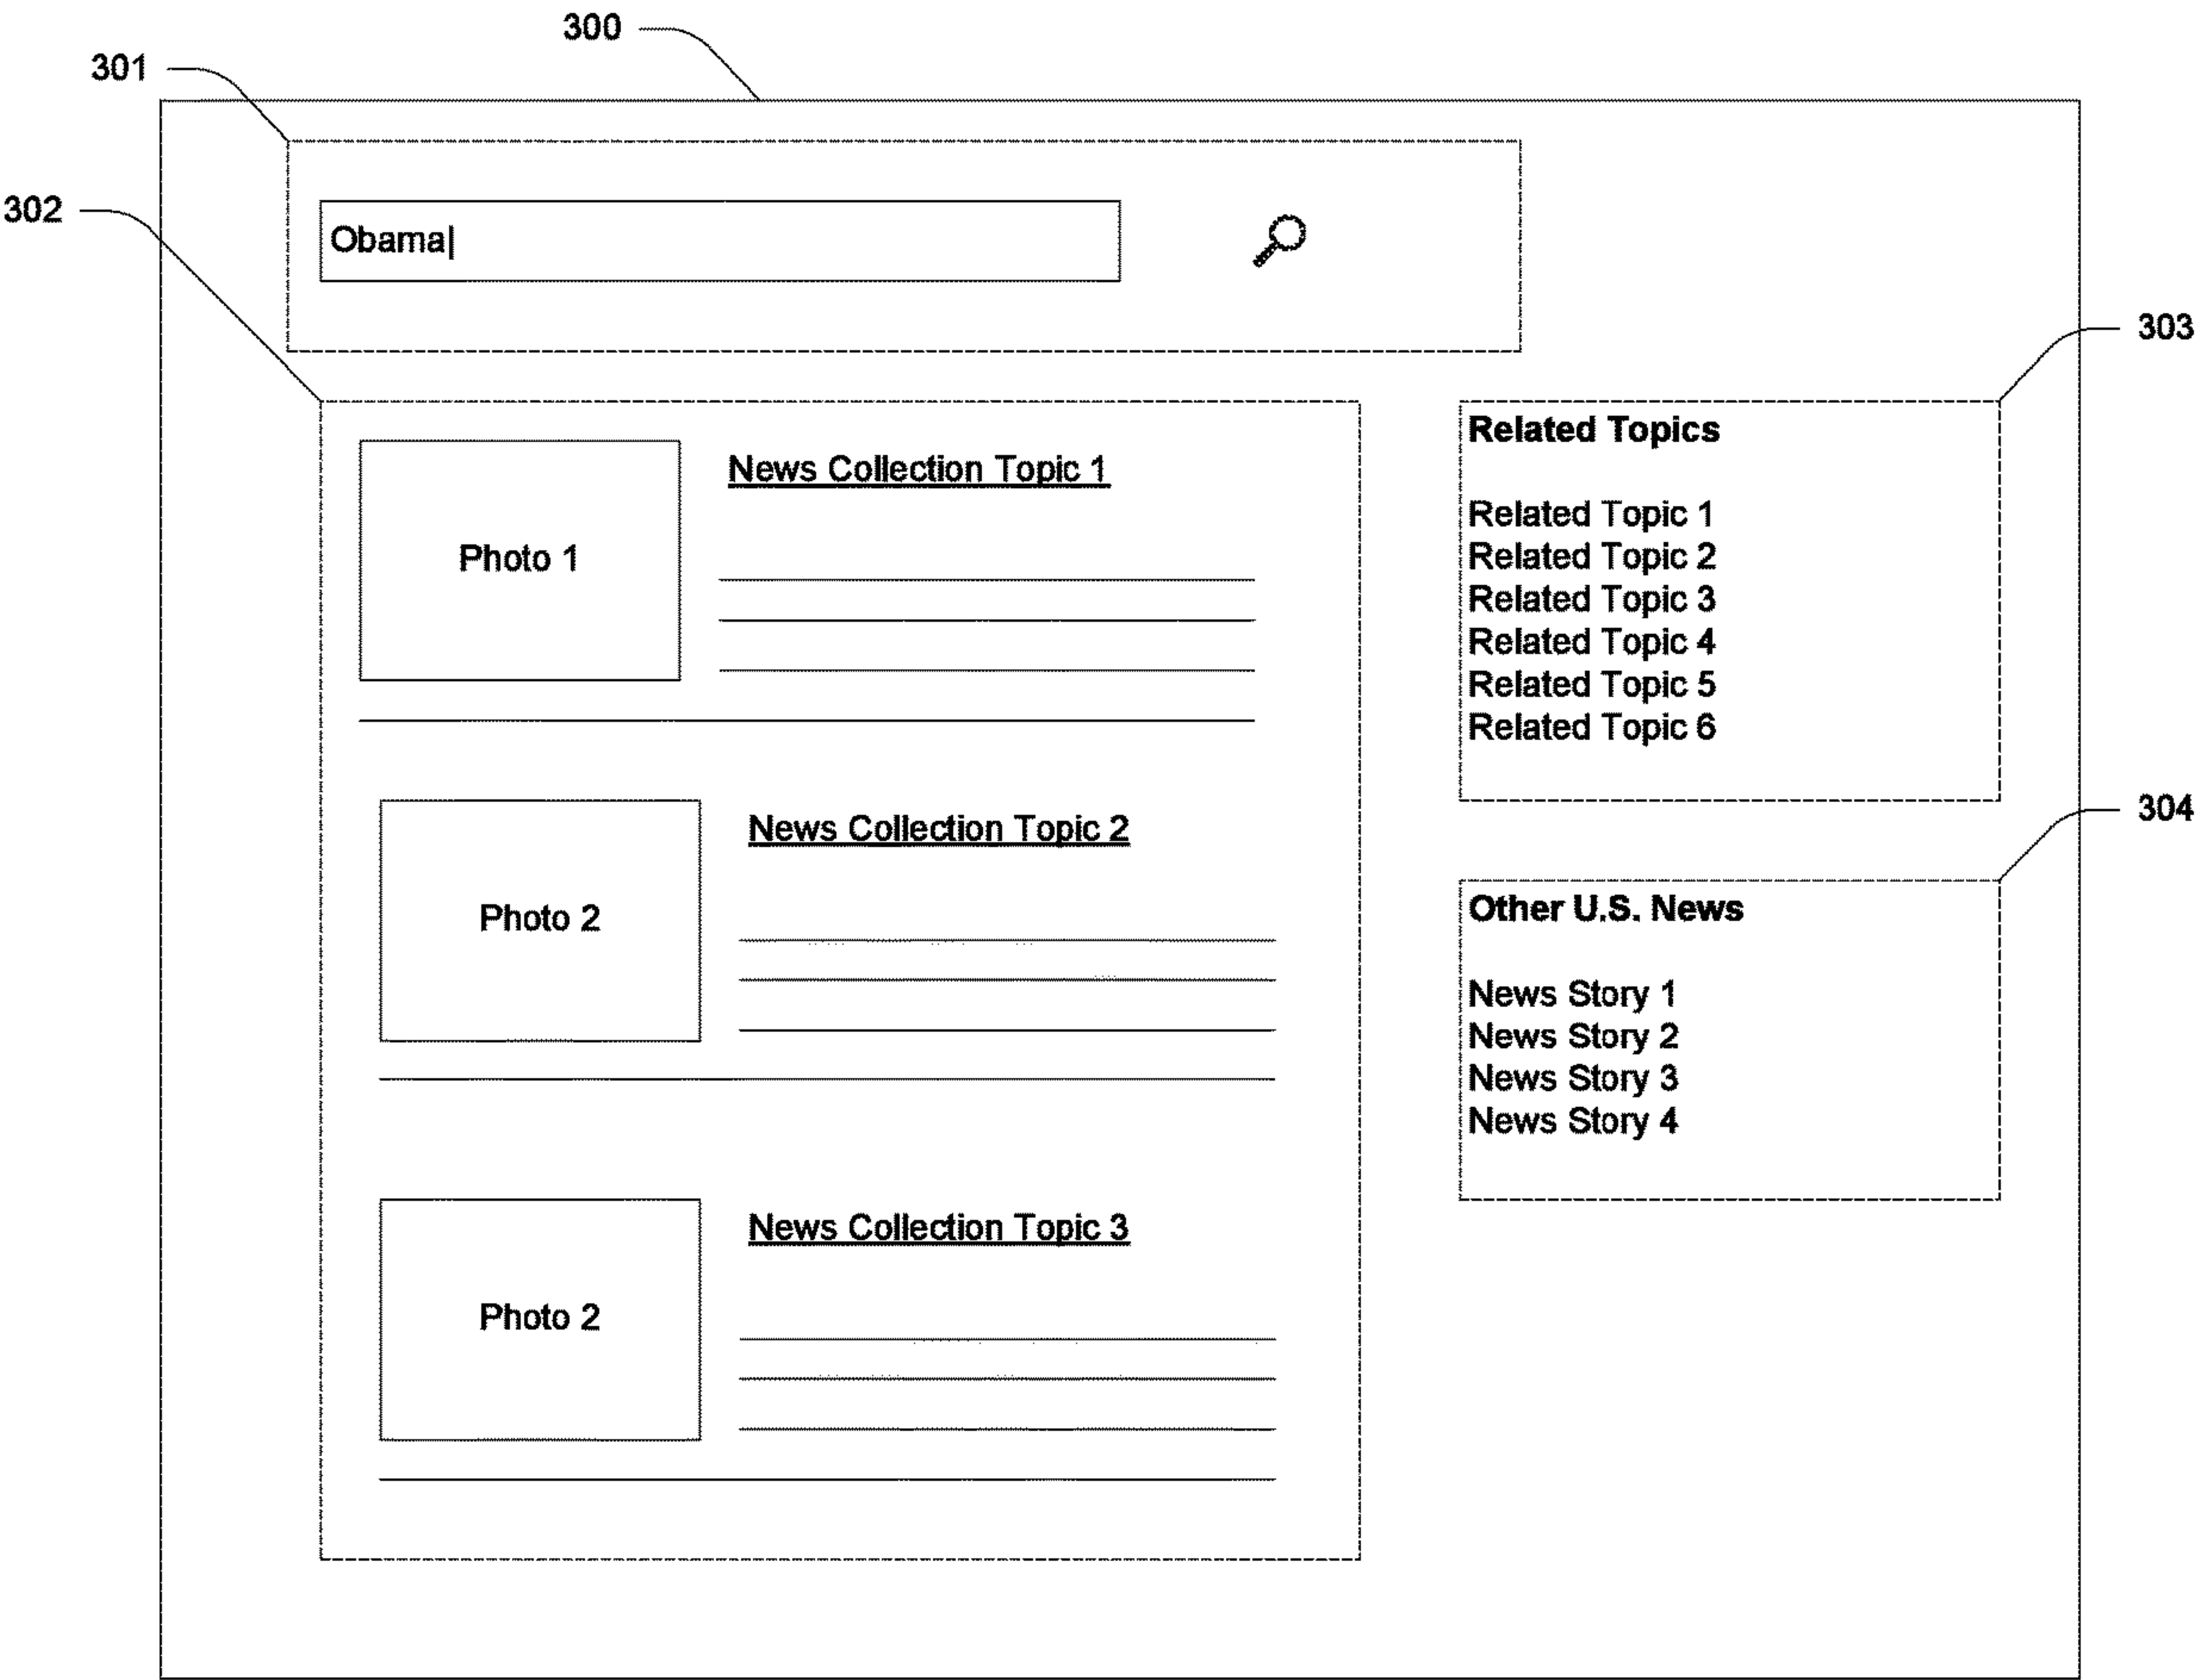 300
301
302
Obama
303
Related Topics
News Collection Topic 1
Related Topic 1
Photo 1
Related Topic 2
Related Topic 3
Related Topic 4
Related Topic 5
Related Topic 6
304
News Collection Topic 2
Photo 2
Other U.S. News
News Story 1
News Story 2
News Story 3
News Story 4
News Collection Topic 3
Photo 2